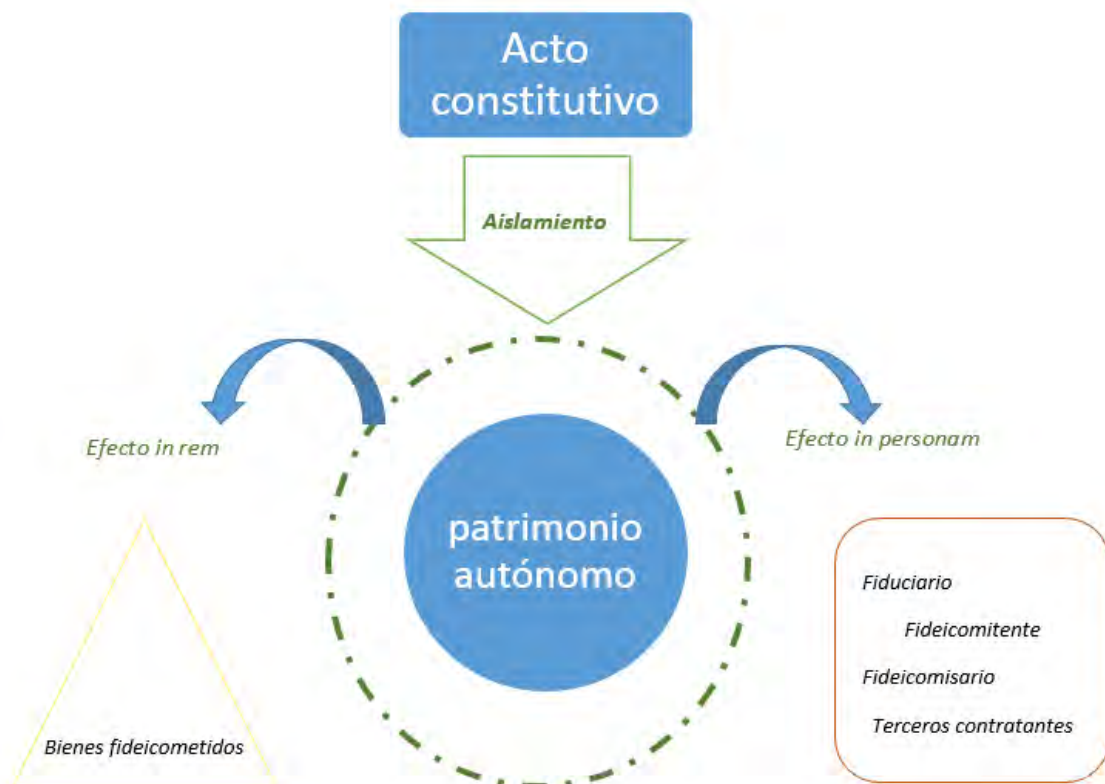 Acto
constitutivo
Aislamiento
Efecto in rem
Efecto in personam
patrimonio
autónomo
Fiduciario
Fideicomitente
Fideicomisario
Terceros contratantes
Bienes fideicometidos